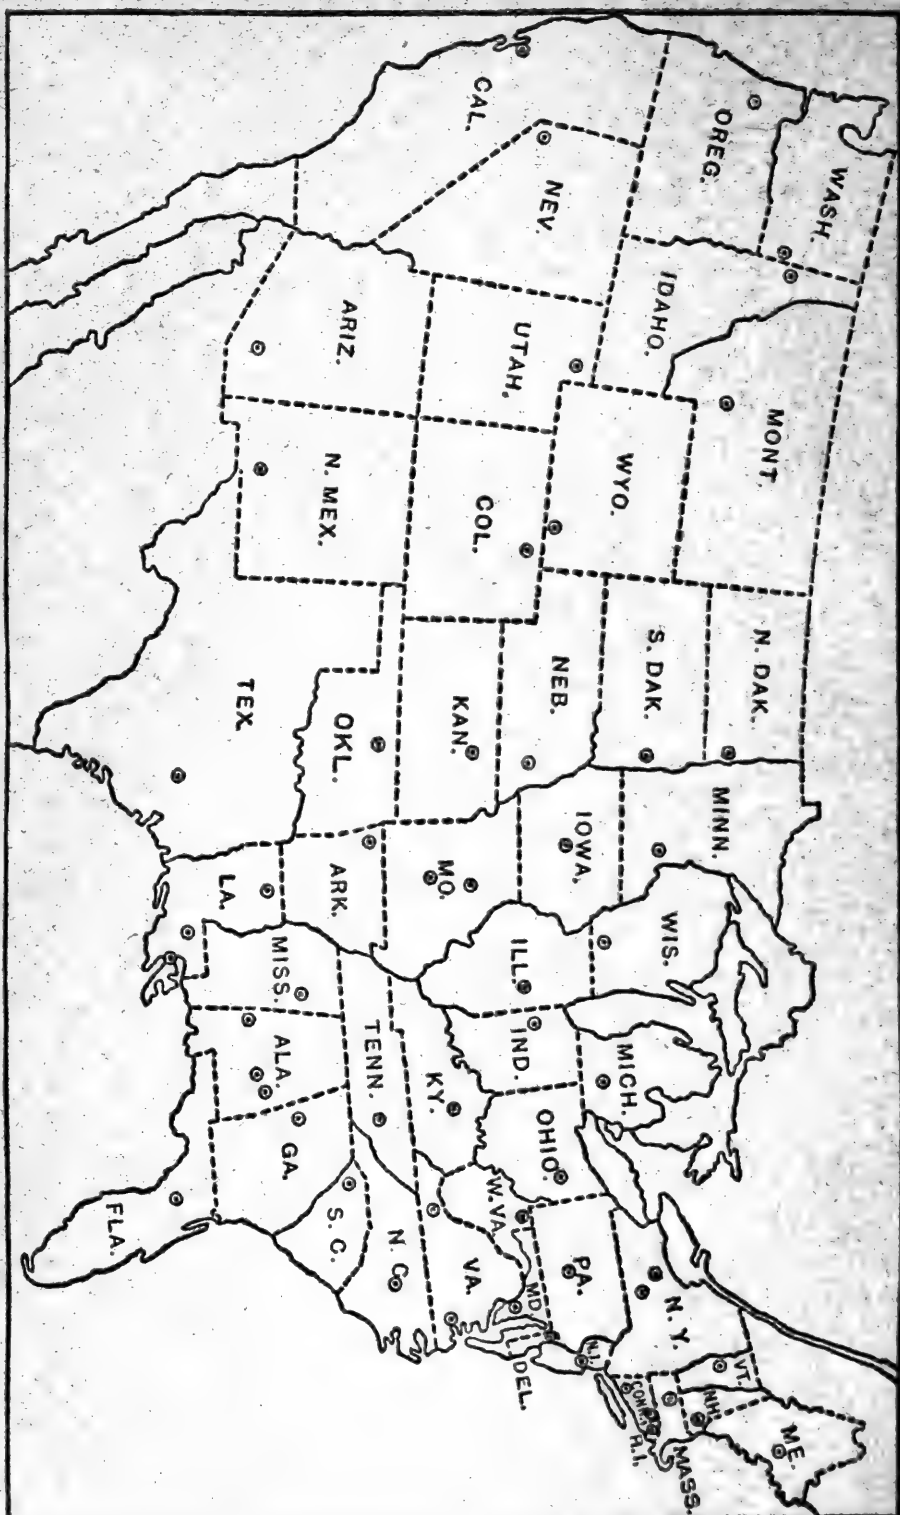 WASH.
OREG.
CAL.
NEV.
IDAHO.
MONT.
UTAH,
ARIZ.
WYO.
COL.
N. MEX.
N. DAK.
S. DAK.
NEB.
KAN.
OKL.
TEX.
MINN.
IOWA.
MO.
ARK.
LA.
WIS.
ILL.
MISS.
MICH.
IND.
OHIO.
KY.
TENN.
ALA.
GA.
FLA.
S. C.
N. C
VA.
W. VA.
MD.
DEL.
PA.
N.J.
N. Y.
CONN.
R.I.
MASS.
VT.
N.H.
ME.